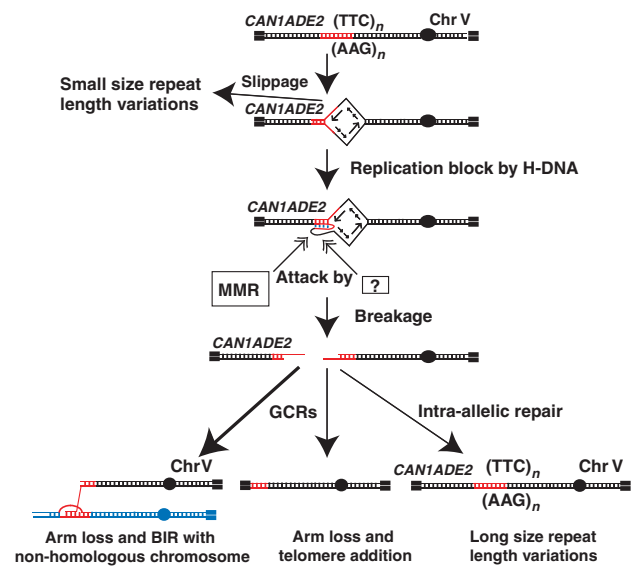 CAN1ADE2 (TTC)n Chr V
(AAG)n
Small size repeat
length variations
Slippage
CAN1ADE2
Replication block by H-DNA
CAN1ADE2
MMR
Attack by
?
Breakage
CAN1ADE2
GCRs
Intra-allelic repair
Chr V
CAN1ADE2 (TTC)n Chr V
(AAG)n
Arm loss and BIR with
non-homologous chromosome
Arm loss and
telomere addition
Long size repeat
length variations